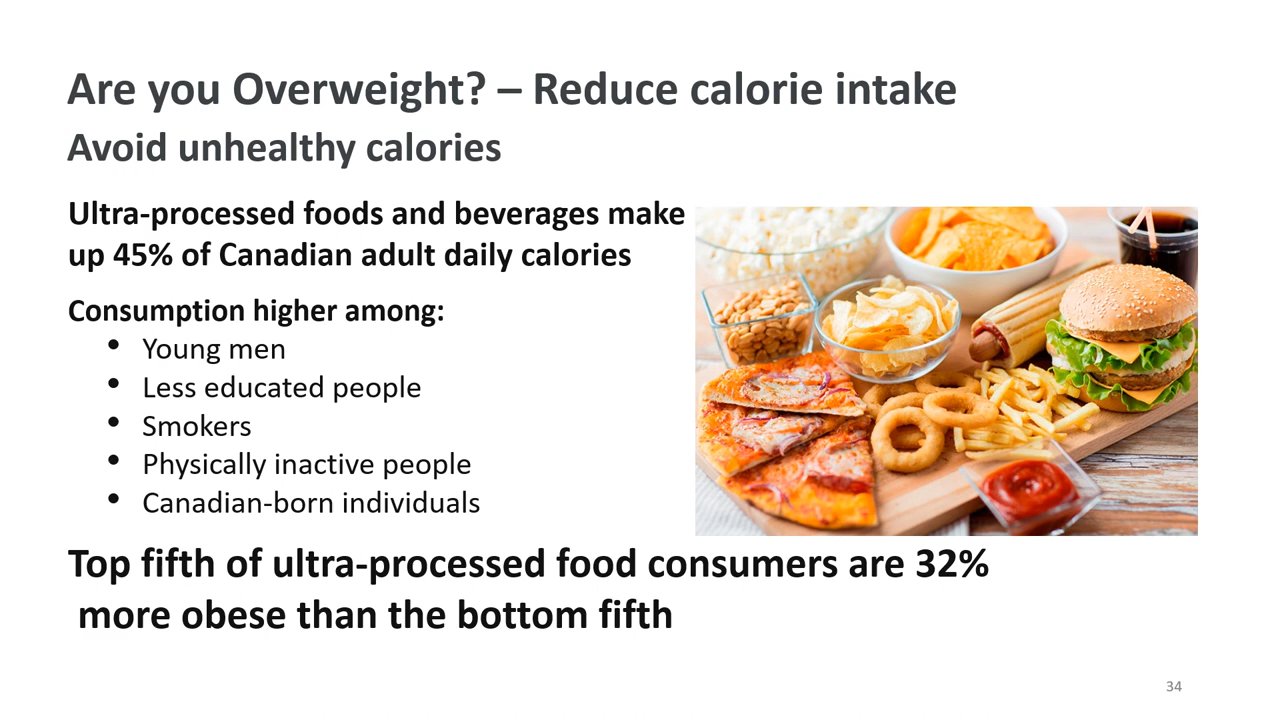 Are you Overweight? – Reduce calorie intake
Avoid unhealthy calories
Ultra-processed foods and beverages make
up 45% of Canadian adult daily calories
Consumption higher among:
• Young men
• Less educated people
• Smokers
• Physically inactive people
• Canadian-born individuals
Top fifth of ultra-processed food consumers are 32%
more obese than the bottom fifth
34